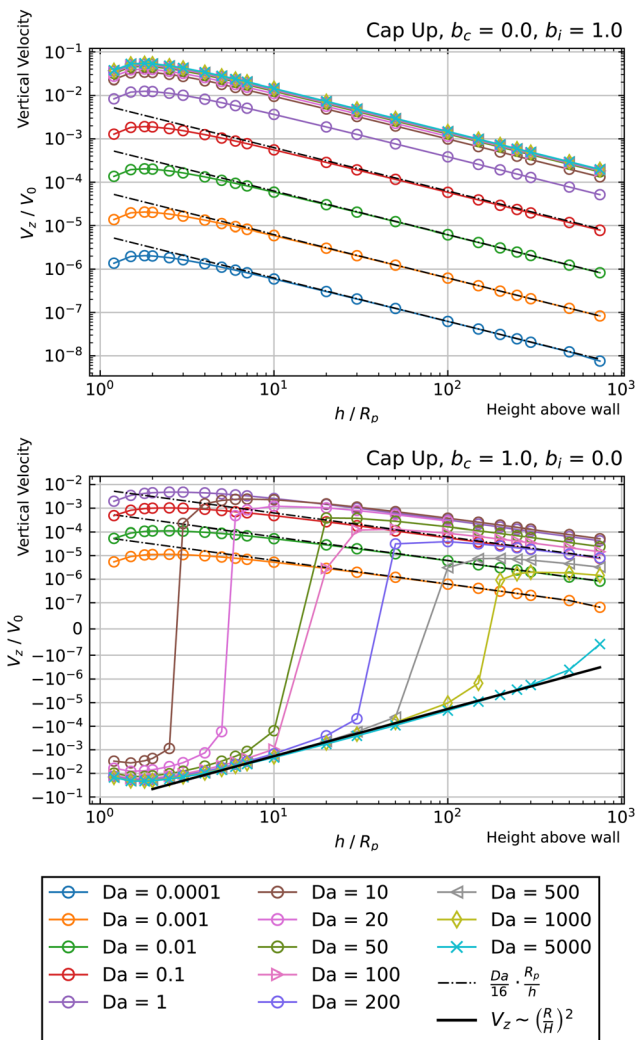 Cap Up, b_c = 0.0, b_i = 1.0
Vertical Velocity
V_z / V_0
10^-1
10^-2
10^-3
10^-4
10^-5
10^-6
10^-7
10^-8
10^0 10^1 10^2 10^3
h / R_p
Height above wall
Cap Up, b_c = 1.0, b_i = 0.0
Vertical Velocity
V_z / V_0
10^-2
10^-3
10^-4
10^-5
10^-6
10^-7
0
−10^-7
−10^-6
−10^-5
−10^-4
−10^-3
−10^-2
−10^-1
10^0 10^1 10^2 10^3
h / R_p
Height above wall
Da = 0.0001
Da = 0.001
Da = 0.01
Da = 0.1
Da = 1
Da = 10
Da = 20
Da = 50
Da = 100
Da = 200
Da = 500
Da = 1000
Da = 5000
Da/16 · R_p/h
V_z ~ (R/H)^2